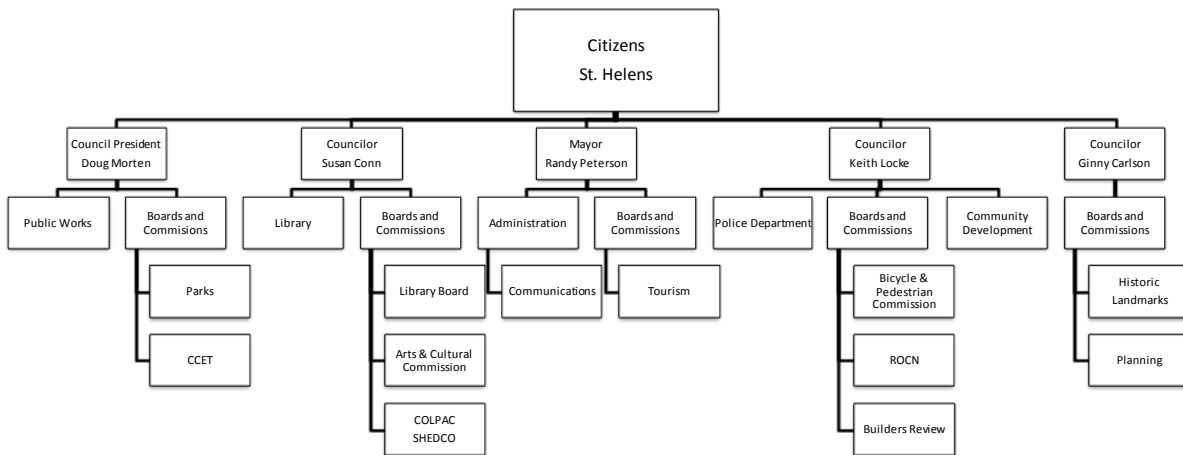 Citizens
St. Helens
Council President
Doug Morten
Councilor
Susan Conn
Mayor
Randy Peterson
Councilor
Keith Locke
Councilor
Ginny Carlson
Public Works
Boards and
Commisions
Library
Boards and
Commissions
Administration
Boards and
Commissions
Police Department
Boards and
Commissions
Community
Development
Boards and
Commissions
Parks
CCET
Library Board
Arts & Cultural
Commission
COLPAC
SHEDCO
Communications
Tourism
Bicycle &
Pedestrian
Commission
ROCN
Builders Review
Historic
Landmarks
Planning